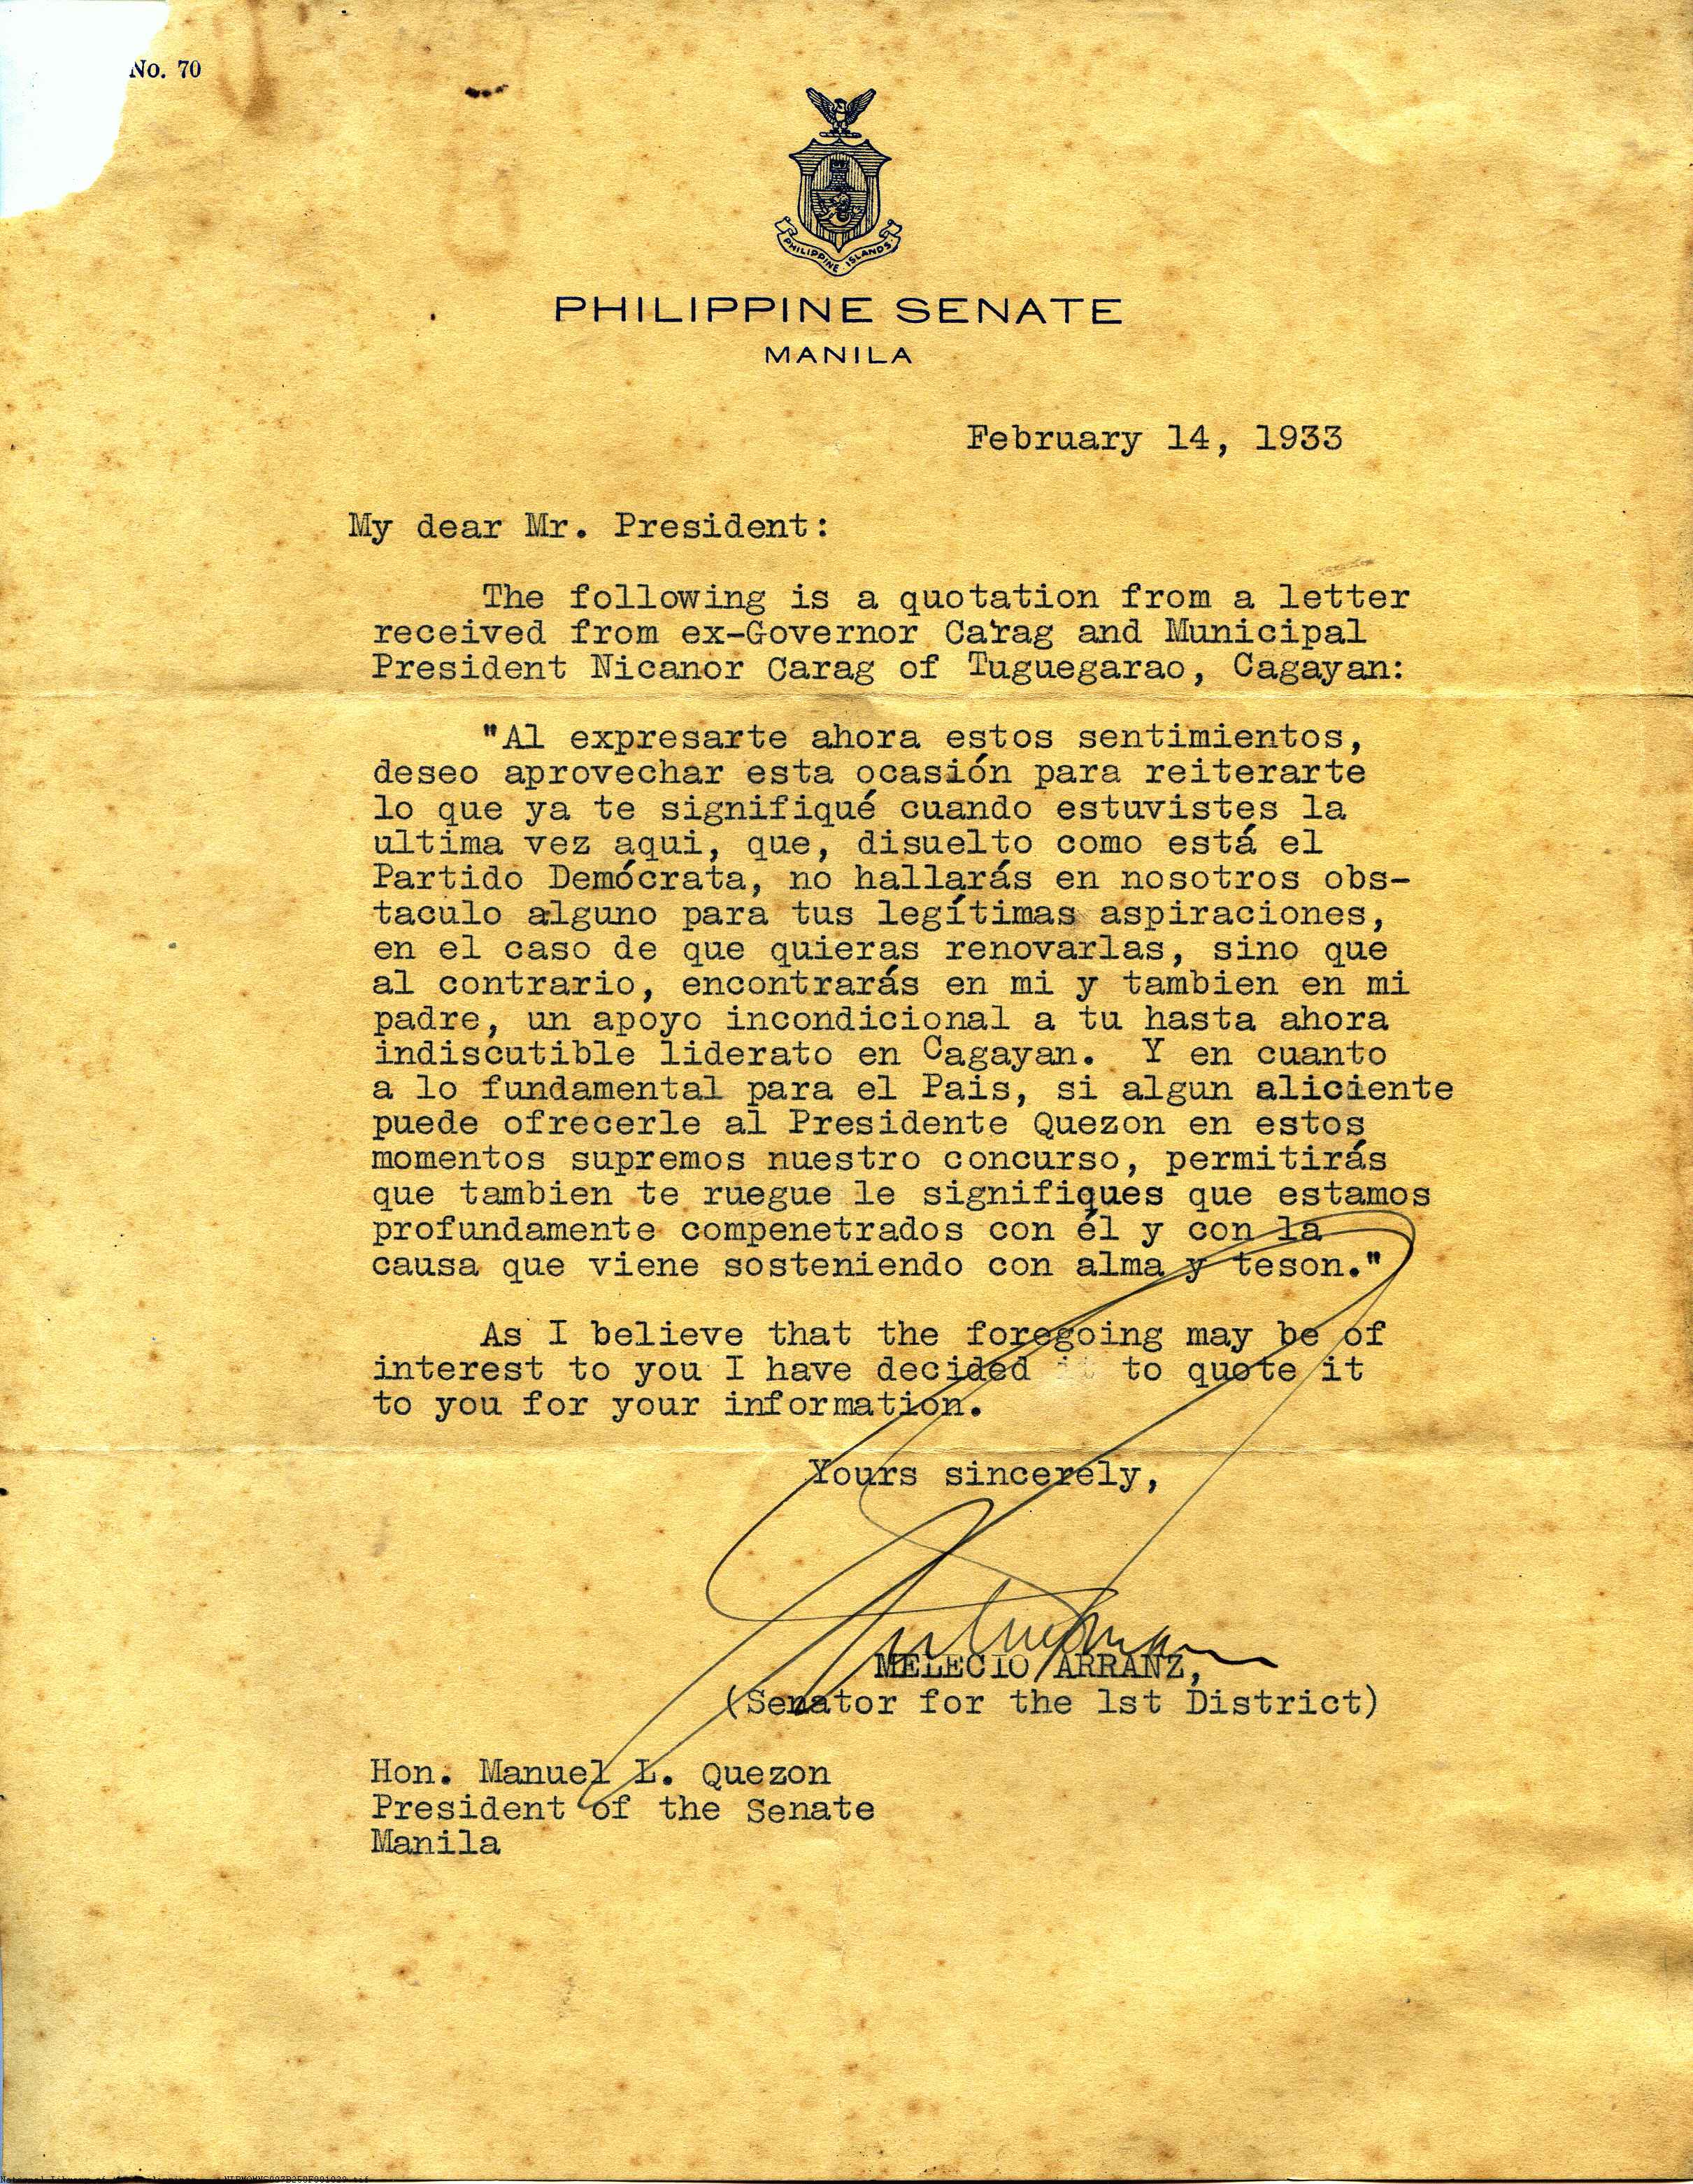 No. 70
PHILIPPINE ISLANDS
PHILIPPINE SENATE
MANILA
February 14, 1933
My dear Mr. President:
The following is a quotation from a letter
received from ex-Governor Carag and Municipal
President Nicanor Carag of Tuguegarao, Cagayan:
"Al expresarte ahora estos sentimientos,
deseo aprovechar esta ocasión para reiterarte
lo que ya te signifiqué cuando estuvistes la
ultima vez aqui, que, disuelto como está el
Partido Demócrata, no hallarás en nosotros obs-
taculo alguno para tus legítimas aspiraciones,
en el caso de que quieras renovarlas, sino que
al contrario, encontrarás en mi y tambien en mi
padre, un apoyo incondicional a tu hasta ahora
indiscutible liderato en Cagayan. Y en cuanto
a lo fundamental para el Pais, si algun aliciente
puede ofrecerle al Presidente Quezon en estos
momentos supremos nuestro concurso, permitirás
que tambien te ruegue le signifiques que estamos
profundamente compenetrados con él y con la
causa que viene sosteniendo con alma y teson."
As I believe that the foregoing may be of
interest to you I have decided to quote it
to you for your information.
Yours sincerely,
MELECIO ARRANZ,
(Senator for the 1st District)
Hon. Manuel L. Quezon
President of the Senate
Manila